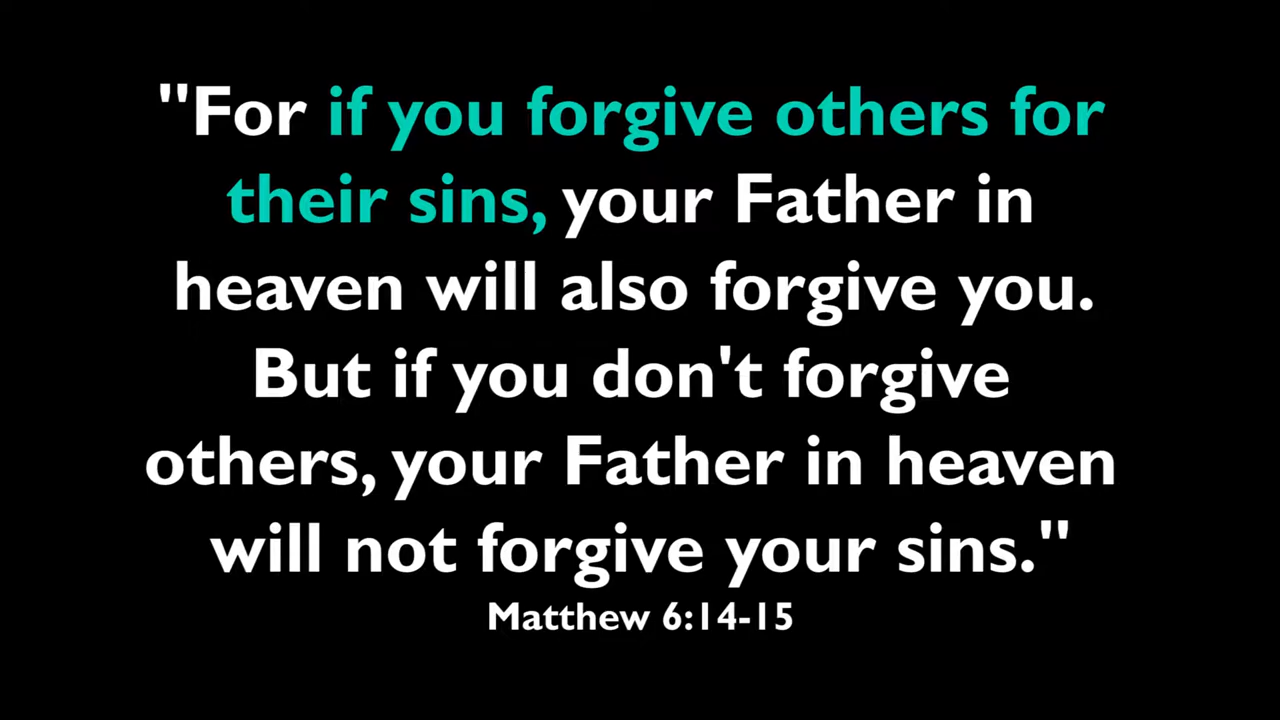 "For if you forgive others for
their sins, your Father in
heaven will also forgive you.
But if you don't forgive
others, your Father in heaven
will not forgive your sins."
Matthew 6:14-15